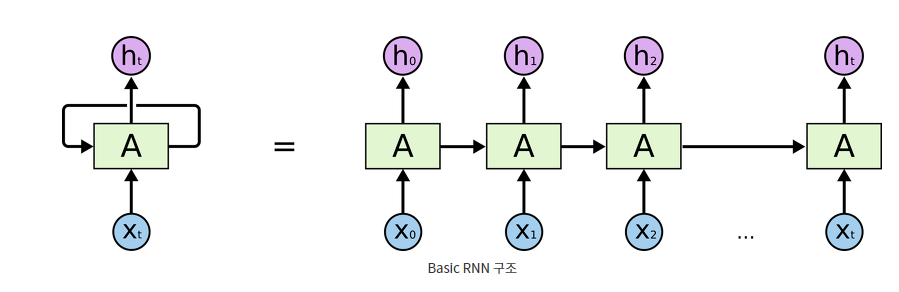 ht h0 h1 h2 ht
A = A A A A
xt x0 x1 x2 ... xt
Basic RNN 구조